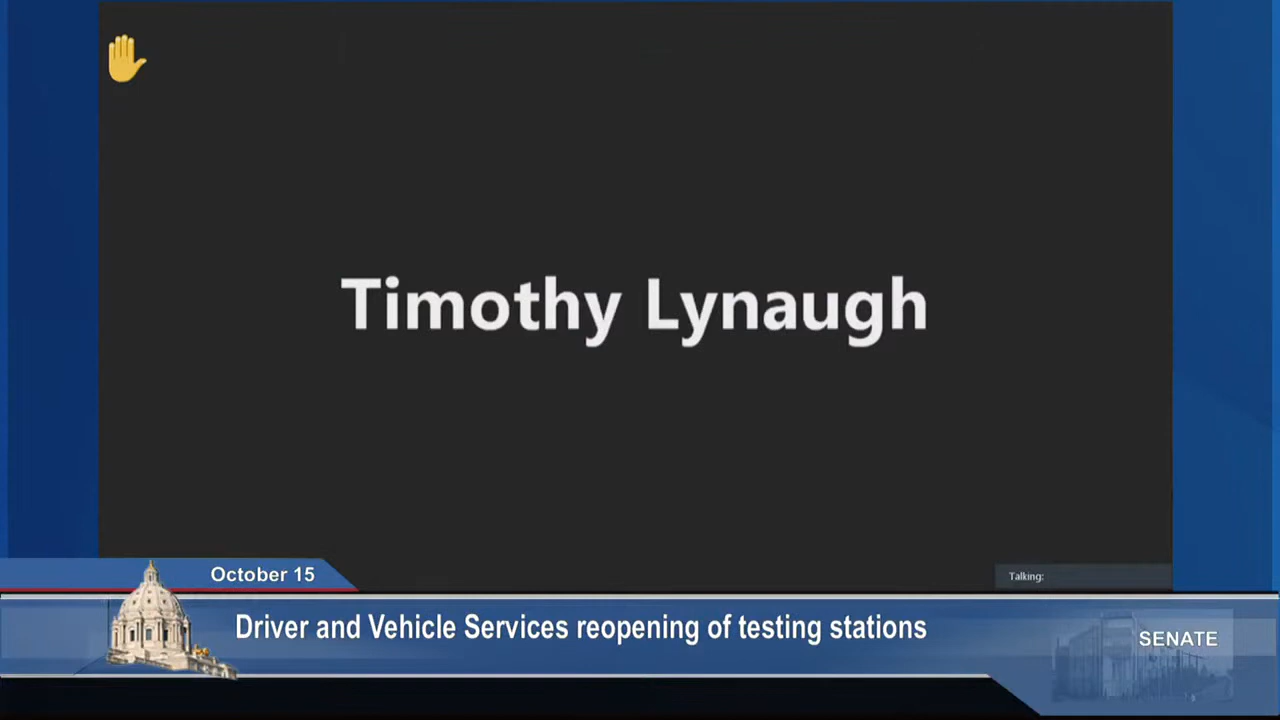 Timothy Lynaugh
Talking:
October 15
Driver and Vehicle Services reopening of testing stations
SENATE